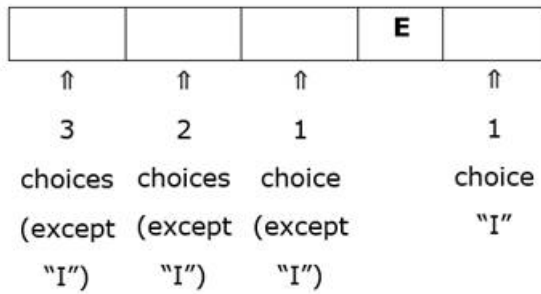 E
⇑ ⇑ ⇑ ⇑
3 2 1 1
choices choices choice choice
(except (except (except "I"
"I") "I") "I")